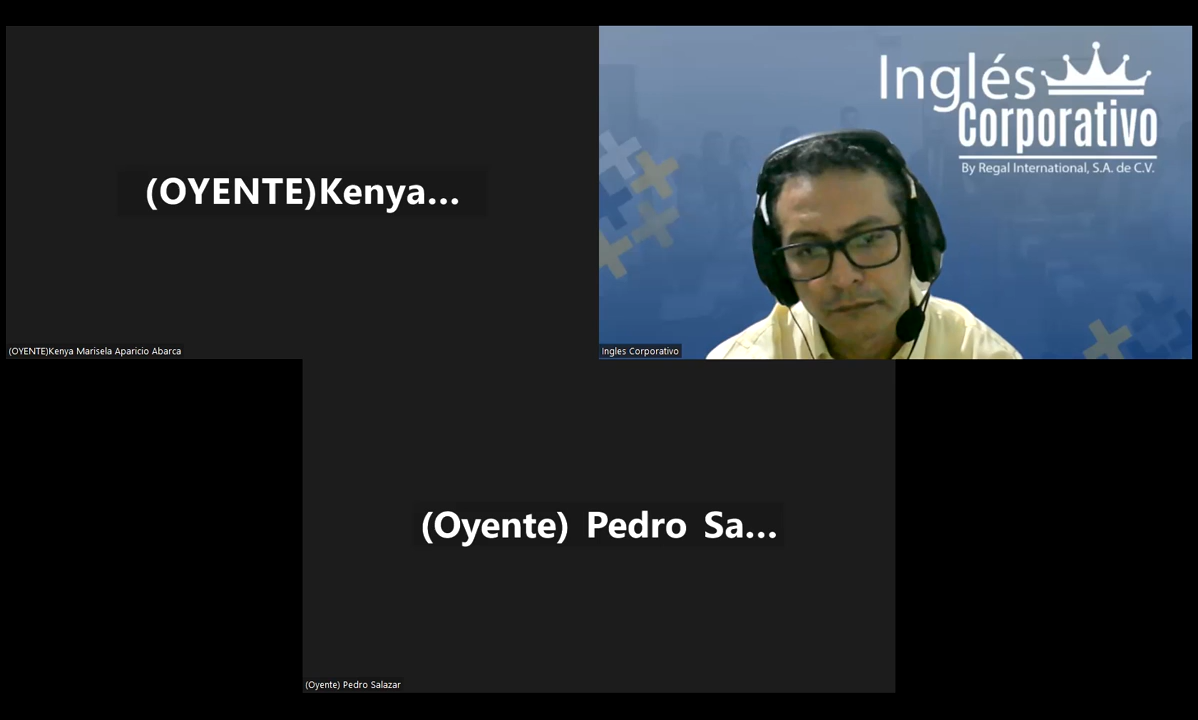 (OYENTE)Kenya...
(OYENTE)Kenya Marisela Aparicio Abarca
Inglés
Corporativo
By Regal International, S.A. de C.V.
Ingles Corporativo
(Oyente) Pedro Sa...
(Oyente) Pedro Salazar